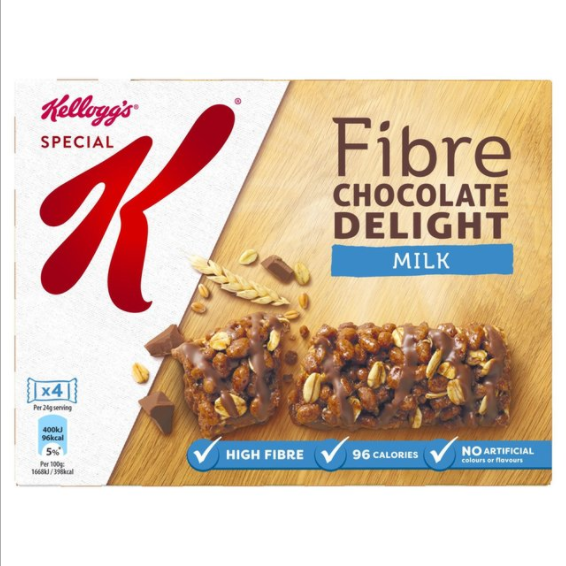 Kellogg's®
SPECIAL
K®
Fibre
CHOCOLATE
DELIGHT
MILK
x4
Per 24g serving
400kJ
96kcal
5%*
Per 100g:
1668kJ / 398kcal
HIGH FIBRE
96 CALORIES
NO ARTIFICIAL
colours or flavours